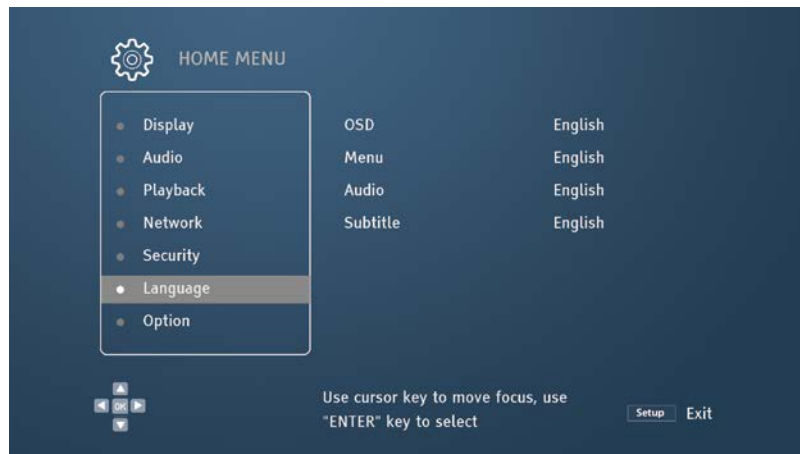 HOME MENU
Display
Audio
Playback
Network
Security
Language
Option
OSD English
Menu English
Audio English
Subtitle English
OK
Use cursor key to move focus, use
"ENTER" key to select
Setup Exit